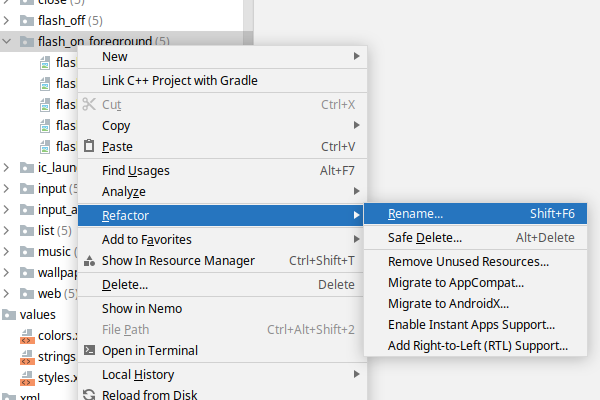 close (5)
flash_off (5)
flash_on_foreground (5)
flas
flas
flas
flas
flas
ic_laun
input (5
input_a
list (5)
music (
wallpap
web (5)
values
colors.x
strings.
styles.x
xml
New
Link C++ Project with Gradle
Cut Ctrl+X
Copy
Paste Ctrl+V
Find Usages Alt+F7
Analyze
Refactor
Add to Favorites
Show In Resource Manager Ctrl+Shift+T
Delete... Delete
Show in Nemo
File Path Ctrl+Alt+Shift+2
Open in Terminal
Local History
Reload from Disk
Rename... Shift+F6
Safe Delete... Alt+Delete
Remove Unused Resources...
Migrate to AppCompat...
Migrate to AndroidX...
Enable Instant Apps Support...
Add Right-to-Left (RTL) Support...